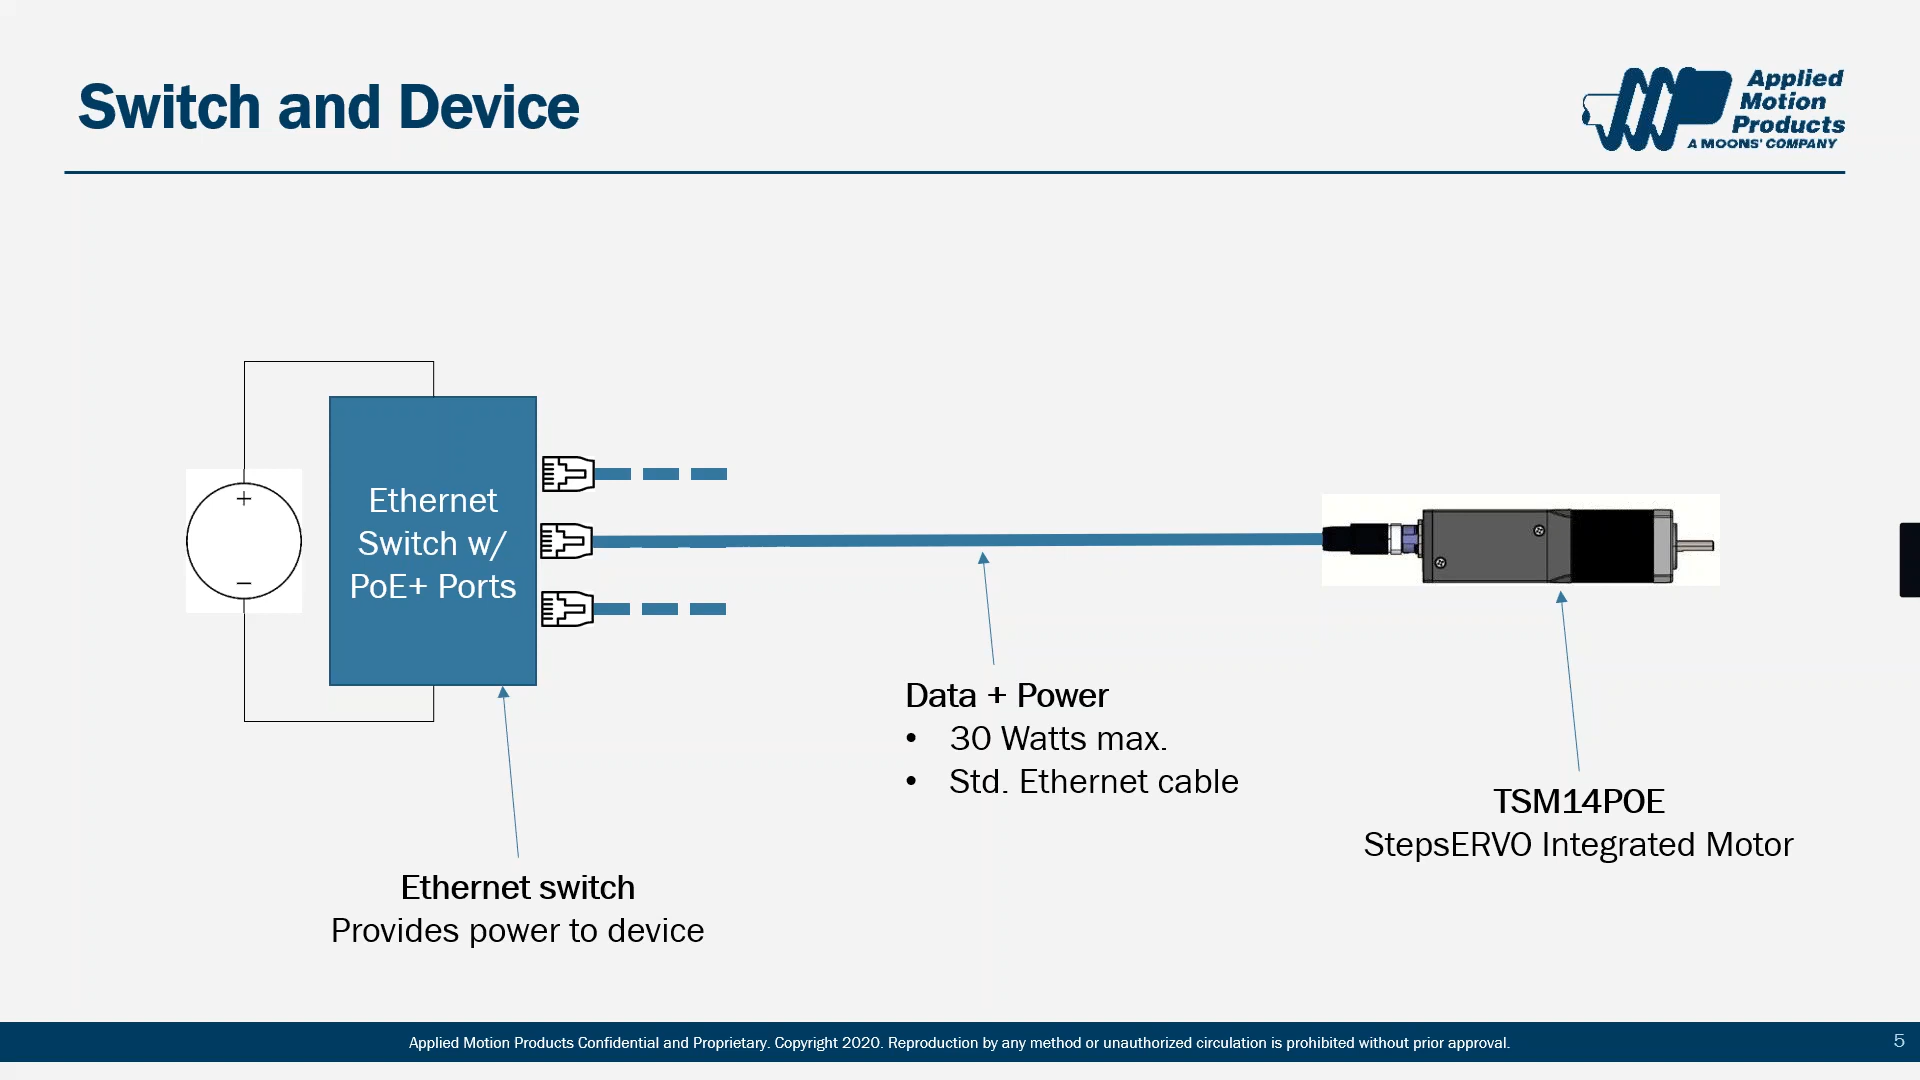 Switch and Device
Applied
Motion
Products
A MOONS' COMPANY
+
−
Ethernet
Switch w/
PoE+ Ports
Data + Power
• 30 Watts max.
• Std. Ethernet cable
TSM14POE
StepsERVO Integrated Motor
Ethernet switch
Provides power to device
Applied Motion Products Confidential and Proprietary. Copyright 2020. Reproduction by any method or unauthorized circulation is prohibited without prior approval.
5